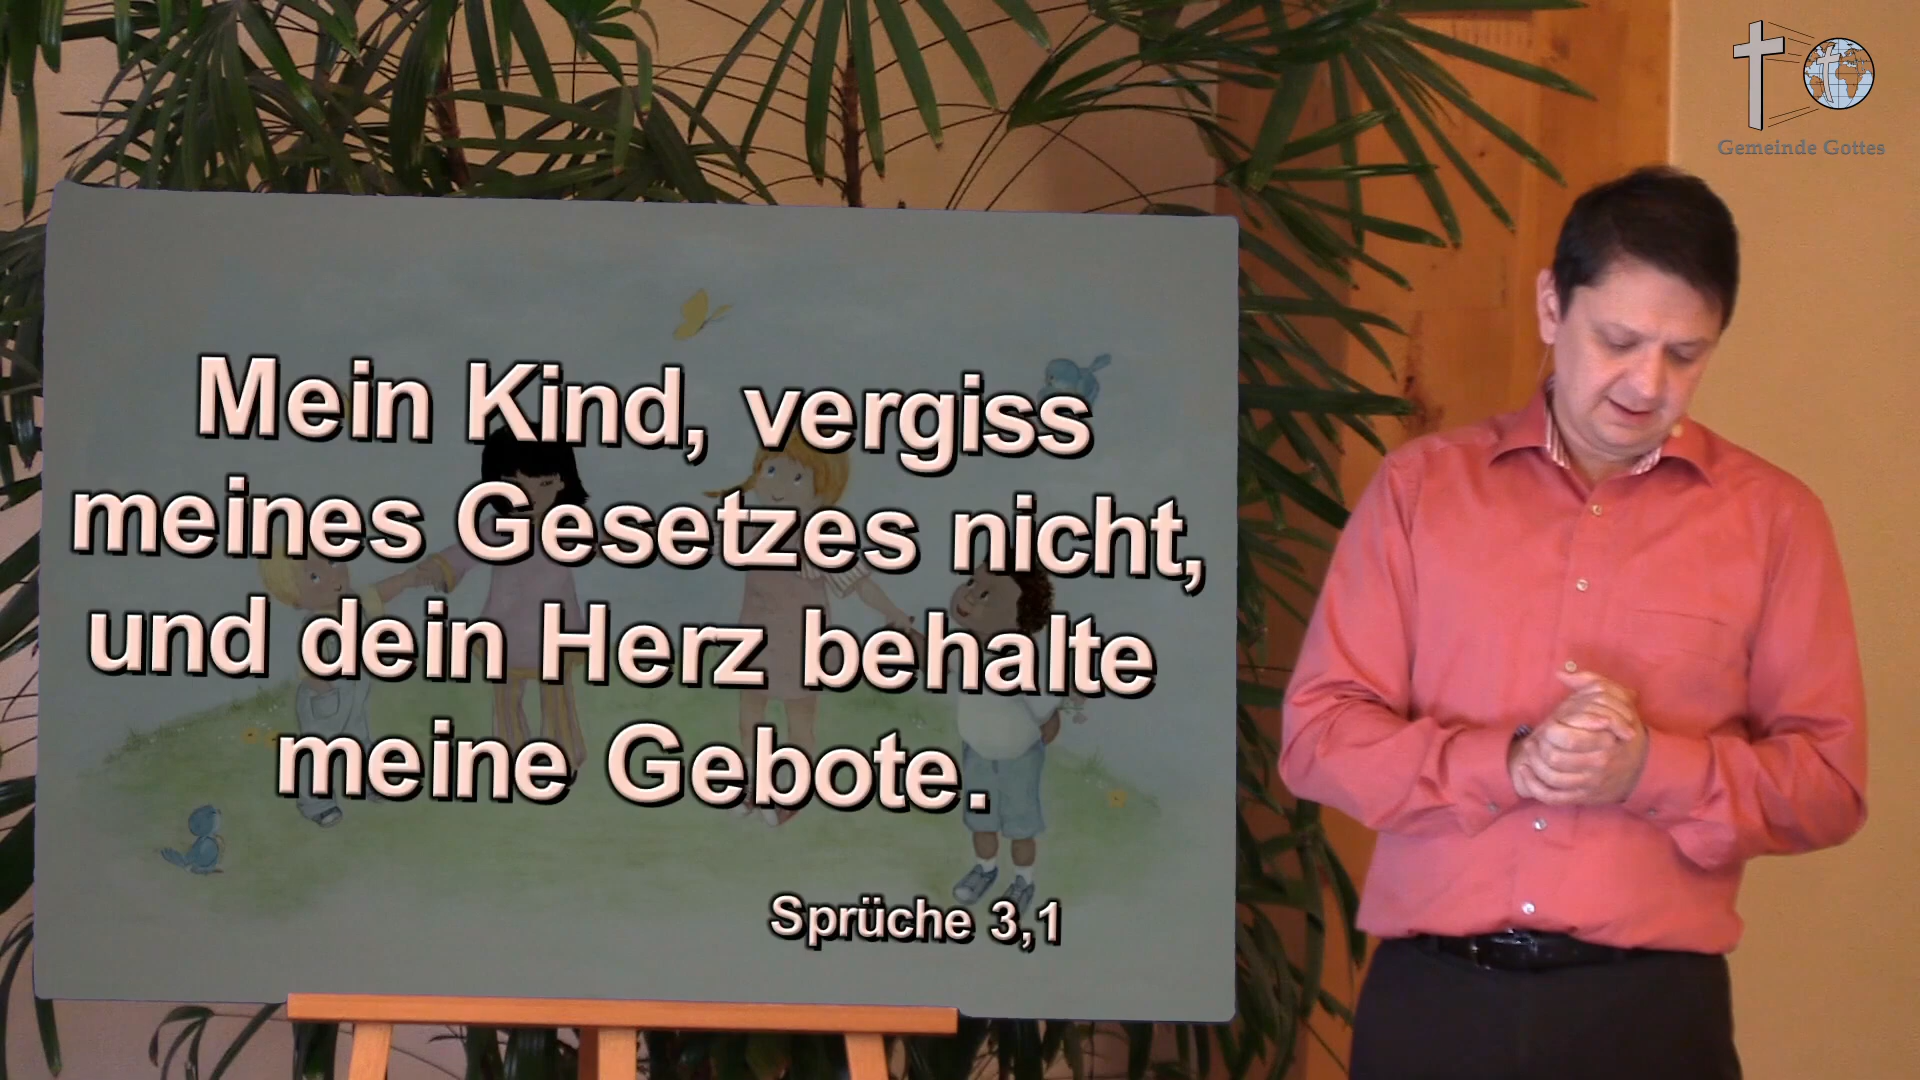 Gemeinde Gottes
Mein Kind, vergiss
meines Gesetzes nicht,
und dein Herz behalte
meine Gebote.
Sprüche 3,1